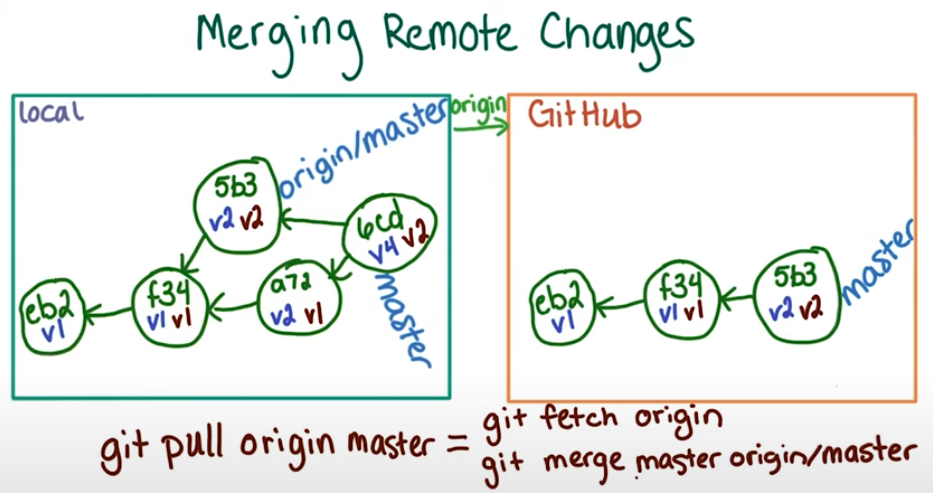 Merging Remote Changes
local
origin/master
origin
GitHub
5b3
v2 v2
6cd
v4 v2
master
eb2
v1
f34
v1 v1
a72
v2 v1
eb2
v1
f34
v1 v1
5b3
v2 v2
master
git pull origin master =
git fetch origin
git merge master origin/master